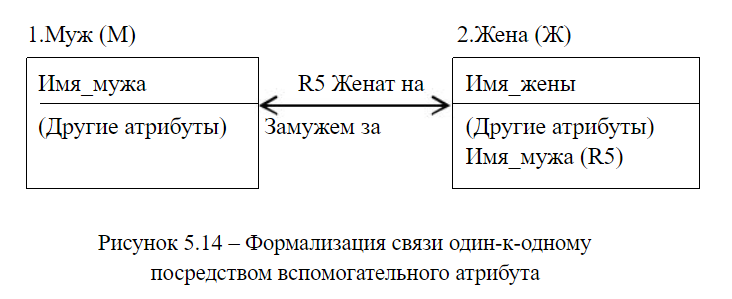 1.Муж (М)
2.Жена (Ж)
Имя_мужа
R5 Женат на
Имя_жены
(Другие атрибуты)
Замужем за
(Другие атрибуты)
Имя_мужа (R5)
Рисунок 5.14 – Формализация связи один-к-одному
посредством вспомогательного атрибута